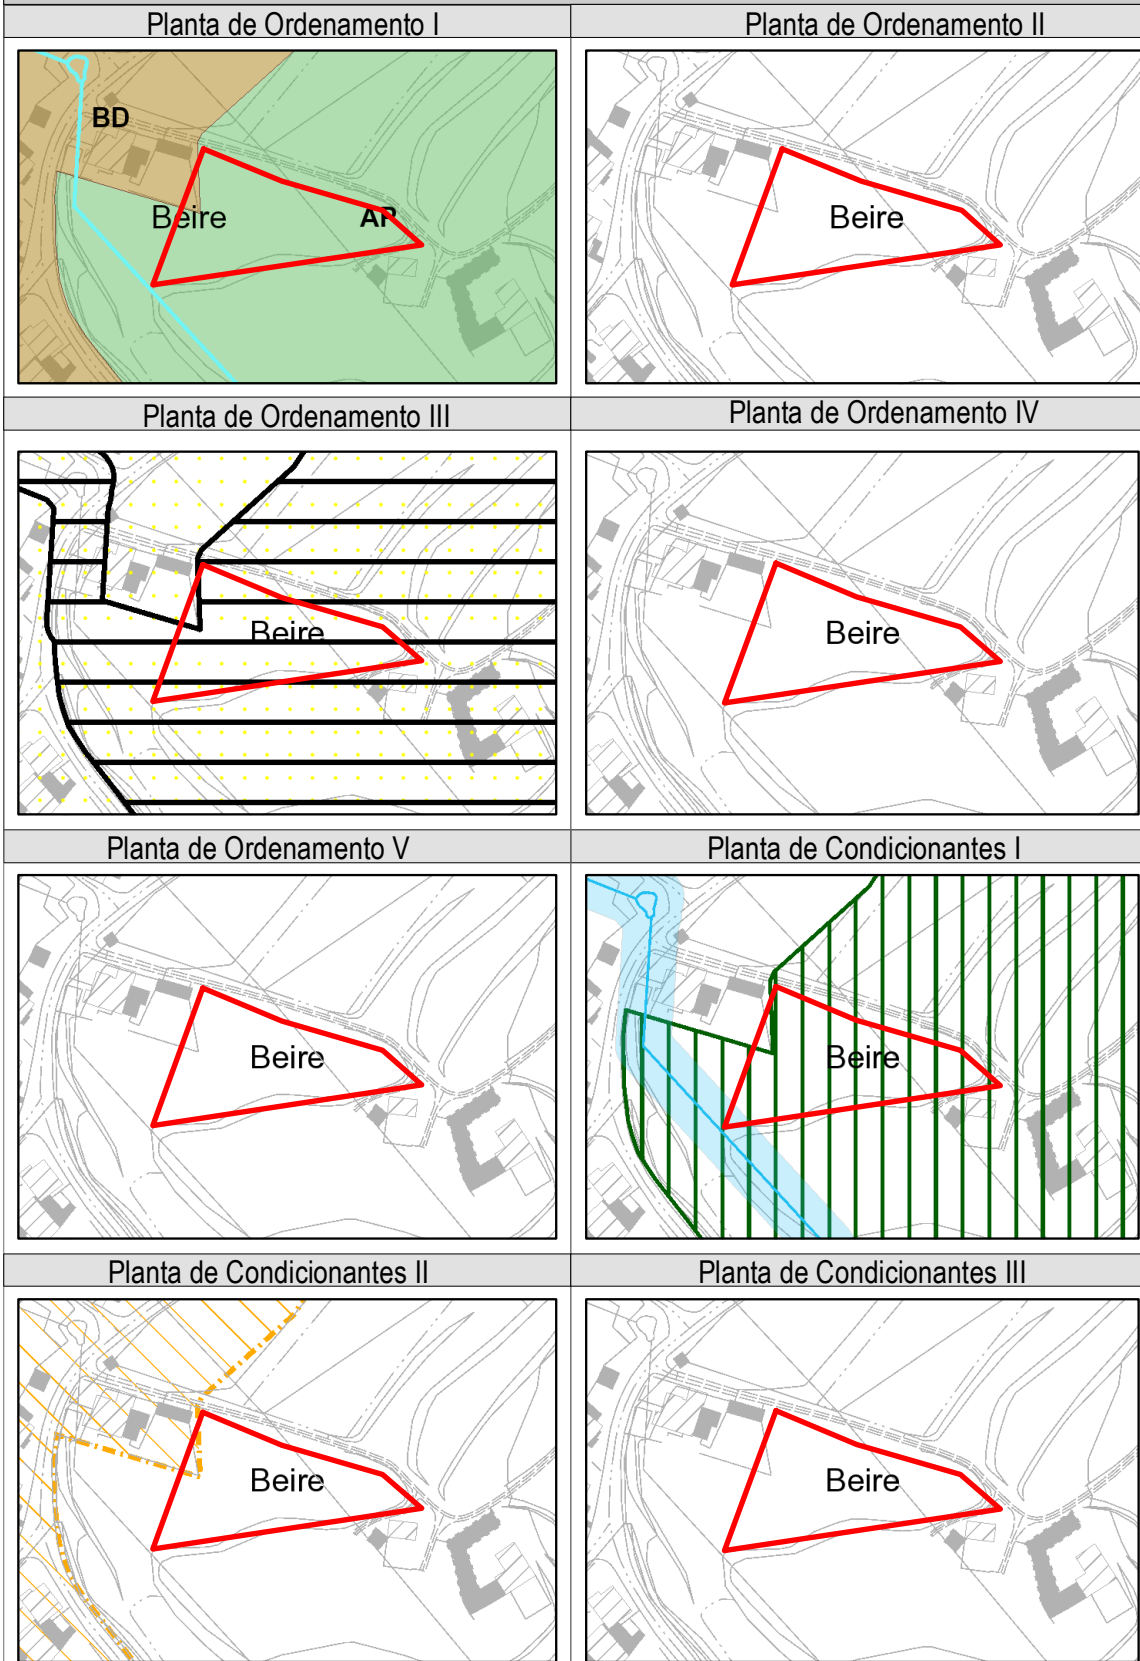 Planta de Ordenamento I
Planta de Ordenamento II
BD
Beire
AP
Beire
Planta de Ordenamento III
Planta de Ordenamento IV
Beire
Beire
Planta de Ordenamento V
Planta de Condicionantes I
Beire
Beire
Planta de Condicionantes II
Planta de Condicionantes III
Beire
Beire